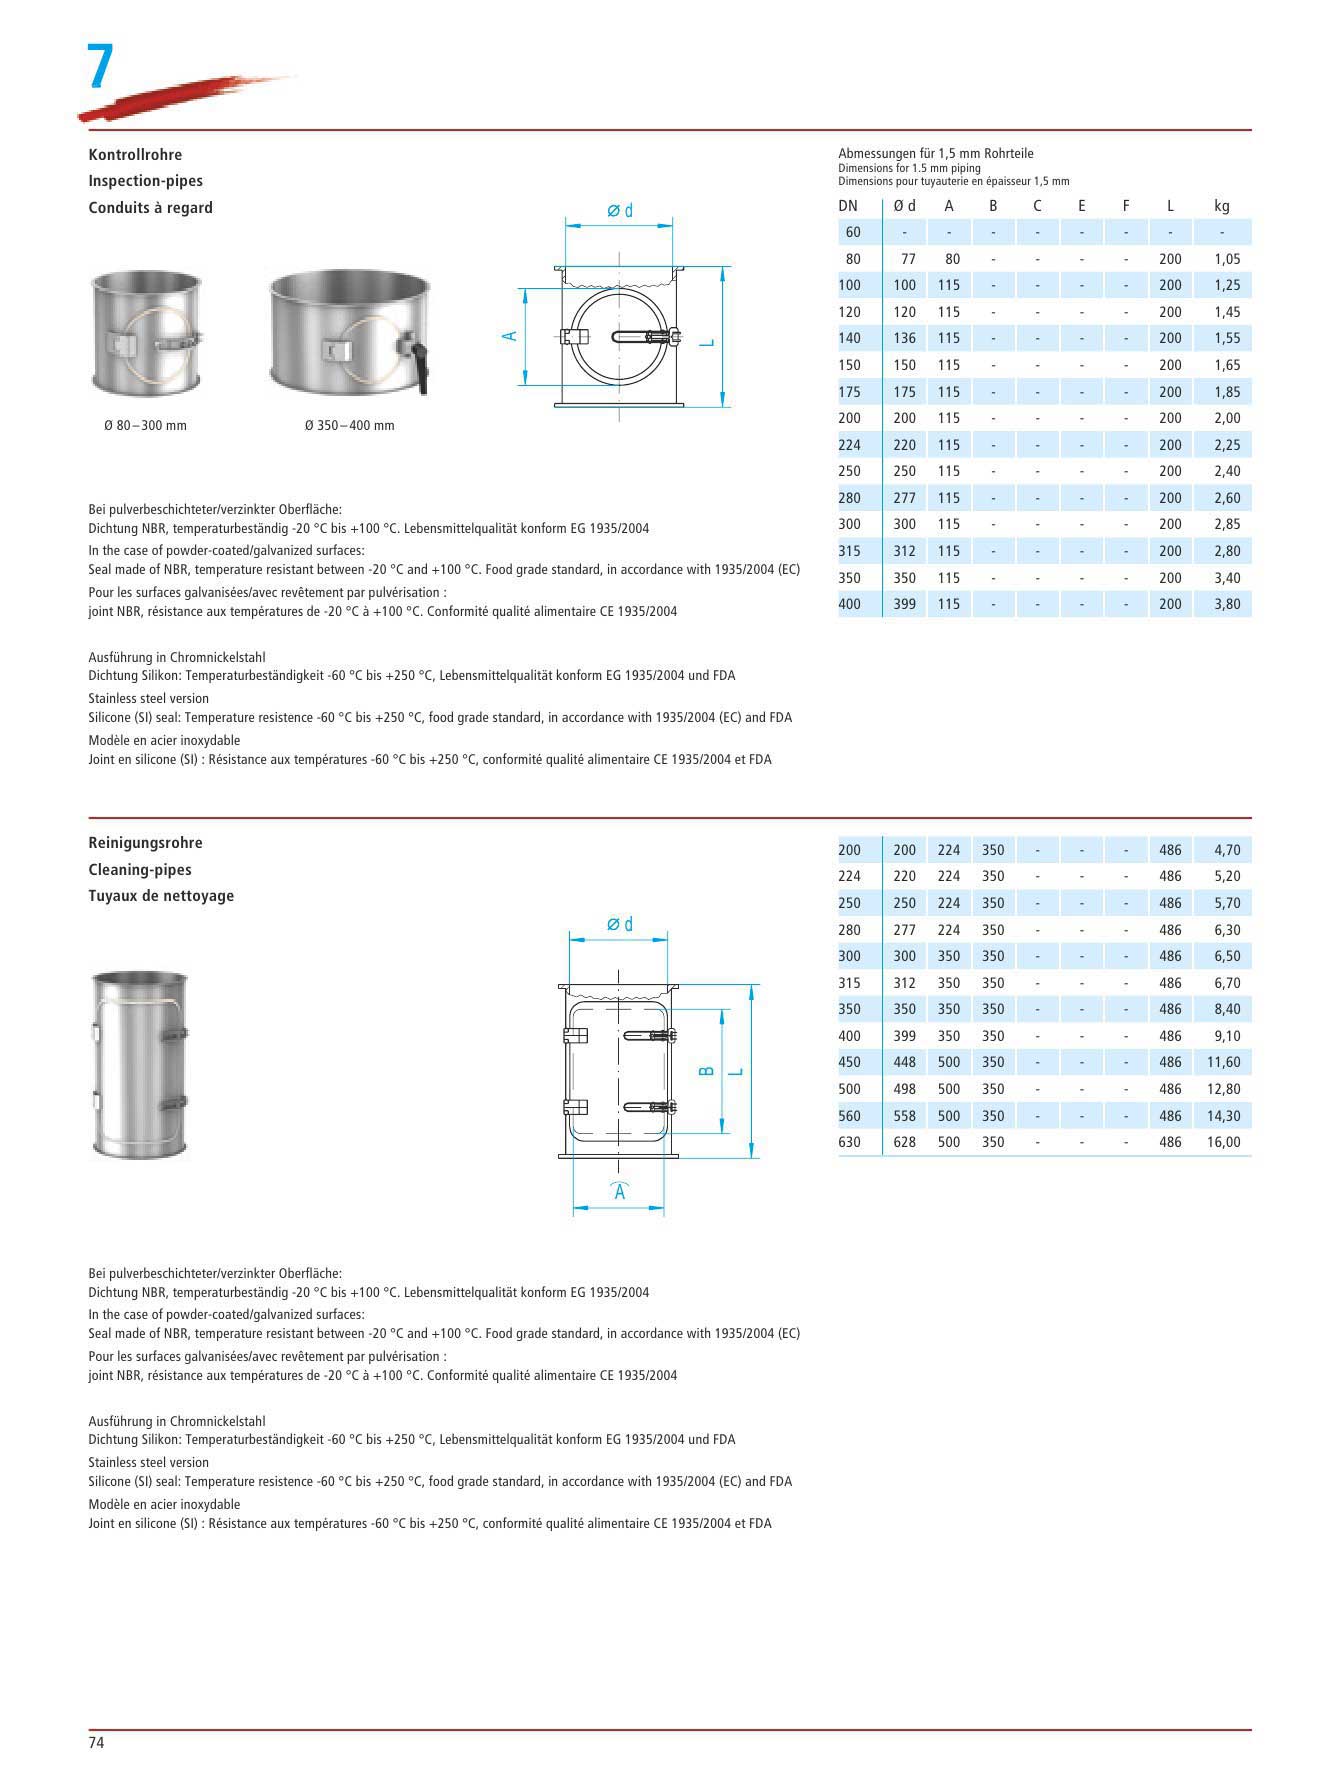 7
Kontrollrohre
Inspection-pipes
Conduits à regard
Ø d
A
L
Ø 80–300 mm
Ø 350–400 mm
Abmessungen für 1,5 mm Rohrteile
Dimensions for 1.5 mm piping
Dimensions pour tuyauterie en épaisseur 1,5 mm
DN Ø d A B C E F L kg
60 - - - - - - - -
80 77 80 - - - - 200 1,05
100 100 115 - - - - 200 1,25
120 120 115 - - - - 200 1,45
140 136 115 - - - - 200 1,55
150 150 115 - - - - 200 1,65
175 175 115 - - - - 200 1,85
200 200 115 - - - - 200 2,00
224 220 115 - - - - 200 2,25
250 250 115 - - - - 200 2,40
280 277 115 - - - - 200 2,60
300 300 115 - - - - 200 2,85
315 312 115 - - - - 200 2,80
350 350 115 - - - - 200 3,40
400 399 115 - - - - 200 3,80
Bei pulverbeschichteter/verzinkter Oberfläche:
Dichtung NBR, temperaturbeständig -20 °C bis +100 °C. Lebensmittelqualität konform EG 1935/2004
In the case of powder-coated/galvanized surfaces:
Seal made of NBR, temperature resistant between -20 °C and +100 °C. Food grade standard, in accordance with 1935/2004 (EC)
Pour les surfaces galvanisées/avec revêtement par pulvérisation :
joint NBR, résistance aux températures de -20 °C à +100 °C. Conformité qualité alimentaire CE 1935/2004
Ausführung in Chromnickelstahl
Dichtung Silikon: Temperaturbeständigkeit -60 °C bis +250 °C, Lebensmittelqualität konform EG 1935/2004 und FDA
Stainless steel version
Silicone (SI) seal: Temperature resistence -60 °C bis +250 °C, food grade standard, in accordance with 1935/2004 (EC) and FDA
Modèle en acier inoxydable
Joint en silicone (SI) : Résistance aux températures -60 °C bis +250 °C, conformité qualité alimentaire CE 1935/2004 et FDA
Reinigungsrohre
Cleaning-pipes
Tuyaux de nettoyage
Ø d
B
L
A
200 200 224 350 - - - 486 4,70
224 220 224 350 - - - 486 5,20
250 250 224 350 - - - 486 5,70
280 277 224 350 - - - 486 6,30
300 300 350 350 - - - 486 6,50
315 312 350 350 - - - 486 6,70
350 350 350 350 - - - 486 8,40
400 399 350 350 - - - 486 9,10
450 448 500 350 - - - 486 11,60
500 498 500 350 - - - 486 12,80
560 558 500 350 - - - 486 14,30
630 628 500 350 - - - 486 16,00
Bei pulverbeschichteter/verzinkter Oberfläche:
Dichtung NBR, temperaturbeständig -20 °C bis +100 °C. Lebensmittelqualität konform EG 1935/2004
In the case of powder-coated/galvanized surfaces:
Seal made of NBR, temperature resistant between -20 °C and +100 °C. Food grade standard, in accordance with 1935/2004 (EC)
Pour les surfaces galvanisées/avec revêtement par pulvérisation :
joint NBR, résistance aux températures de -20 °C à +100 °C. Conformité qualité alimentaire CE 1935/2004
Ausführung in Chromnickelstahl
Dichtung Silikon: Temperaturbeständigkeit -60 °C bis +250 °C, Lebensmittelqualität konform EG 1935/2004 und FDA
Stainless steel version
Silicone (SI) seal: Temperature resistence -60 °C bis +250 °C, food grade standard, in accordance with 1935/2004 (EC) and FDA
Modèle en acier inoxydable
Joint en silicone (SI) : Résistance aux températures -60 °C bis +250 °C, conformité qualité alimentaire CE 1935/2004 et FDA
74